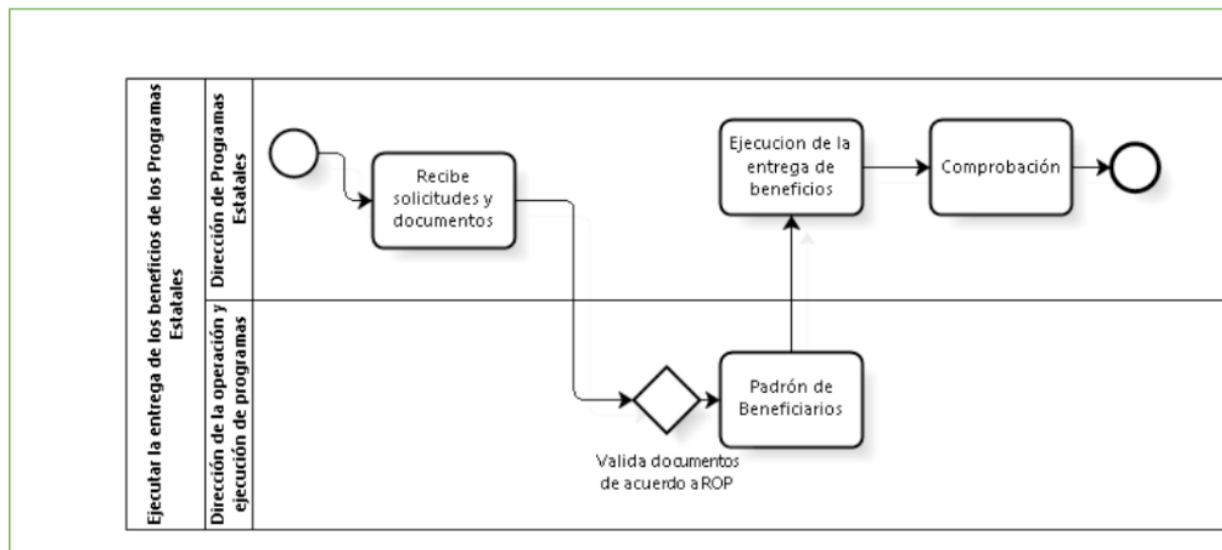 Ejecutar la entrega de los beneficios de los Programas
Estatales
Dirección de Programas
Estatales
Dirección de la operación y
ejecución de programas
Recibe
solicitudes y
documentos
Valida documentos
de acuerdo a ROP
Padrón de
Beneficiarios
Ejecucion de la
entrega de
beneficios
Comprobación